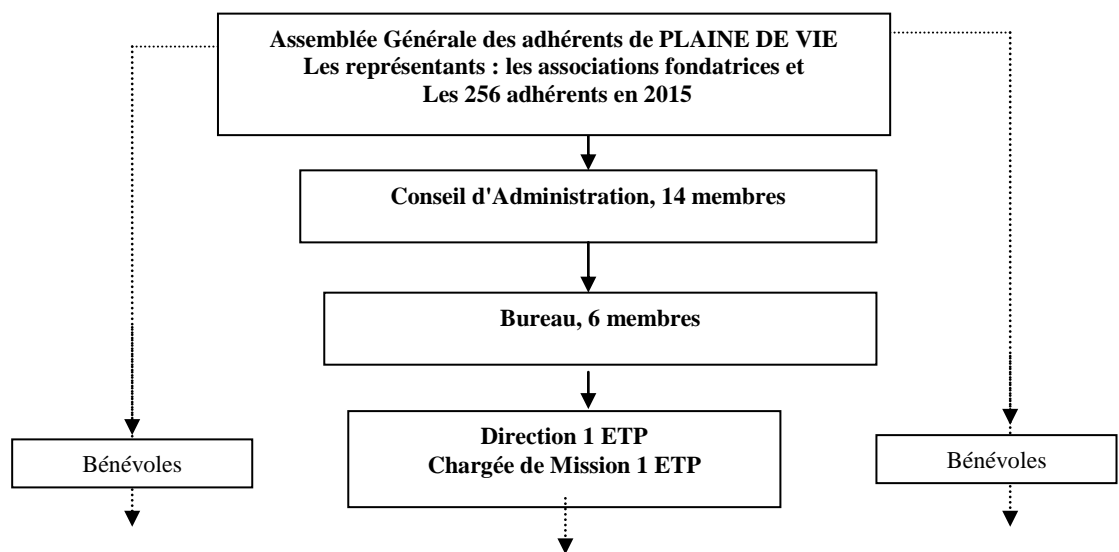 Assemblée Générale des adhérents de PLAINE DE VIE
Les représentants : les associations fondatrices et
Les 256 adhérents en 2015
Conseil d'Administration, 14 membres
Bureau, 6 membres
Direction 1 ETP
Chargée de Mission 1 ETP
Bénévoles
Bénévoles